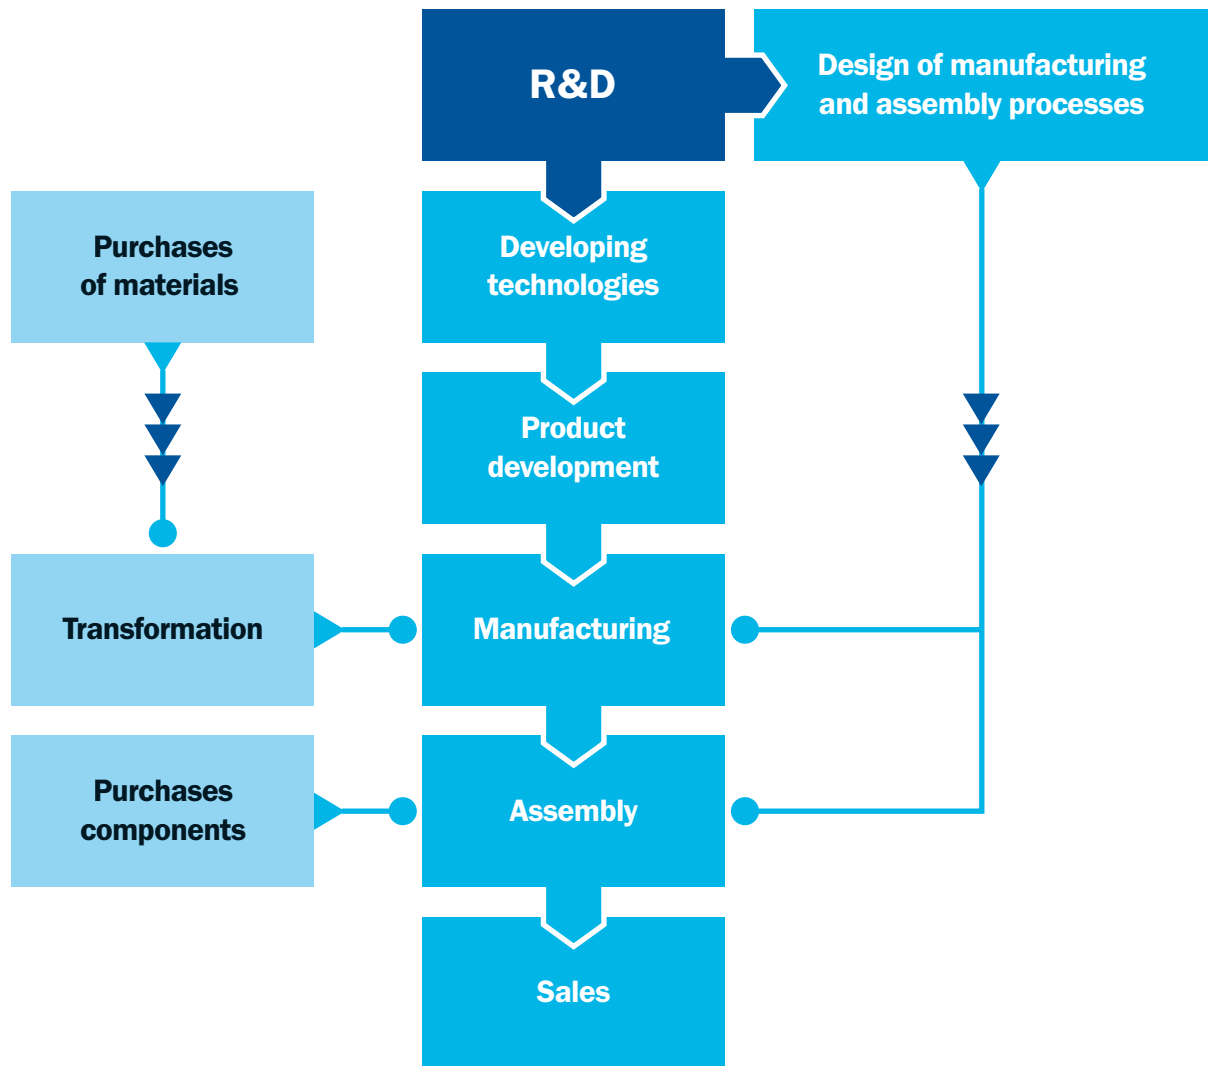 R&D
Design of manufacturing
and assembly processes
Purchases
of materials
Developing
technologies
Product
development
Transformation
Manufacturing
Purchases
components
Assembly
Sales